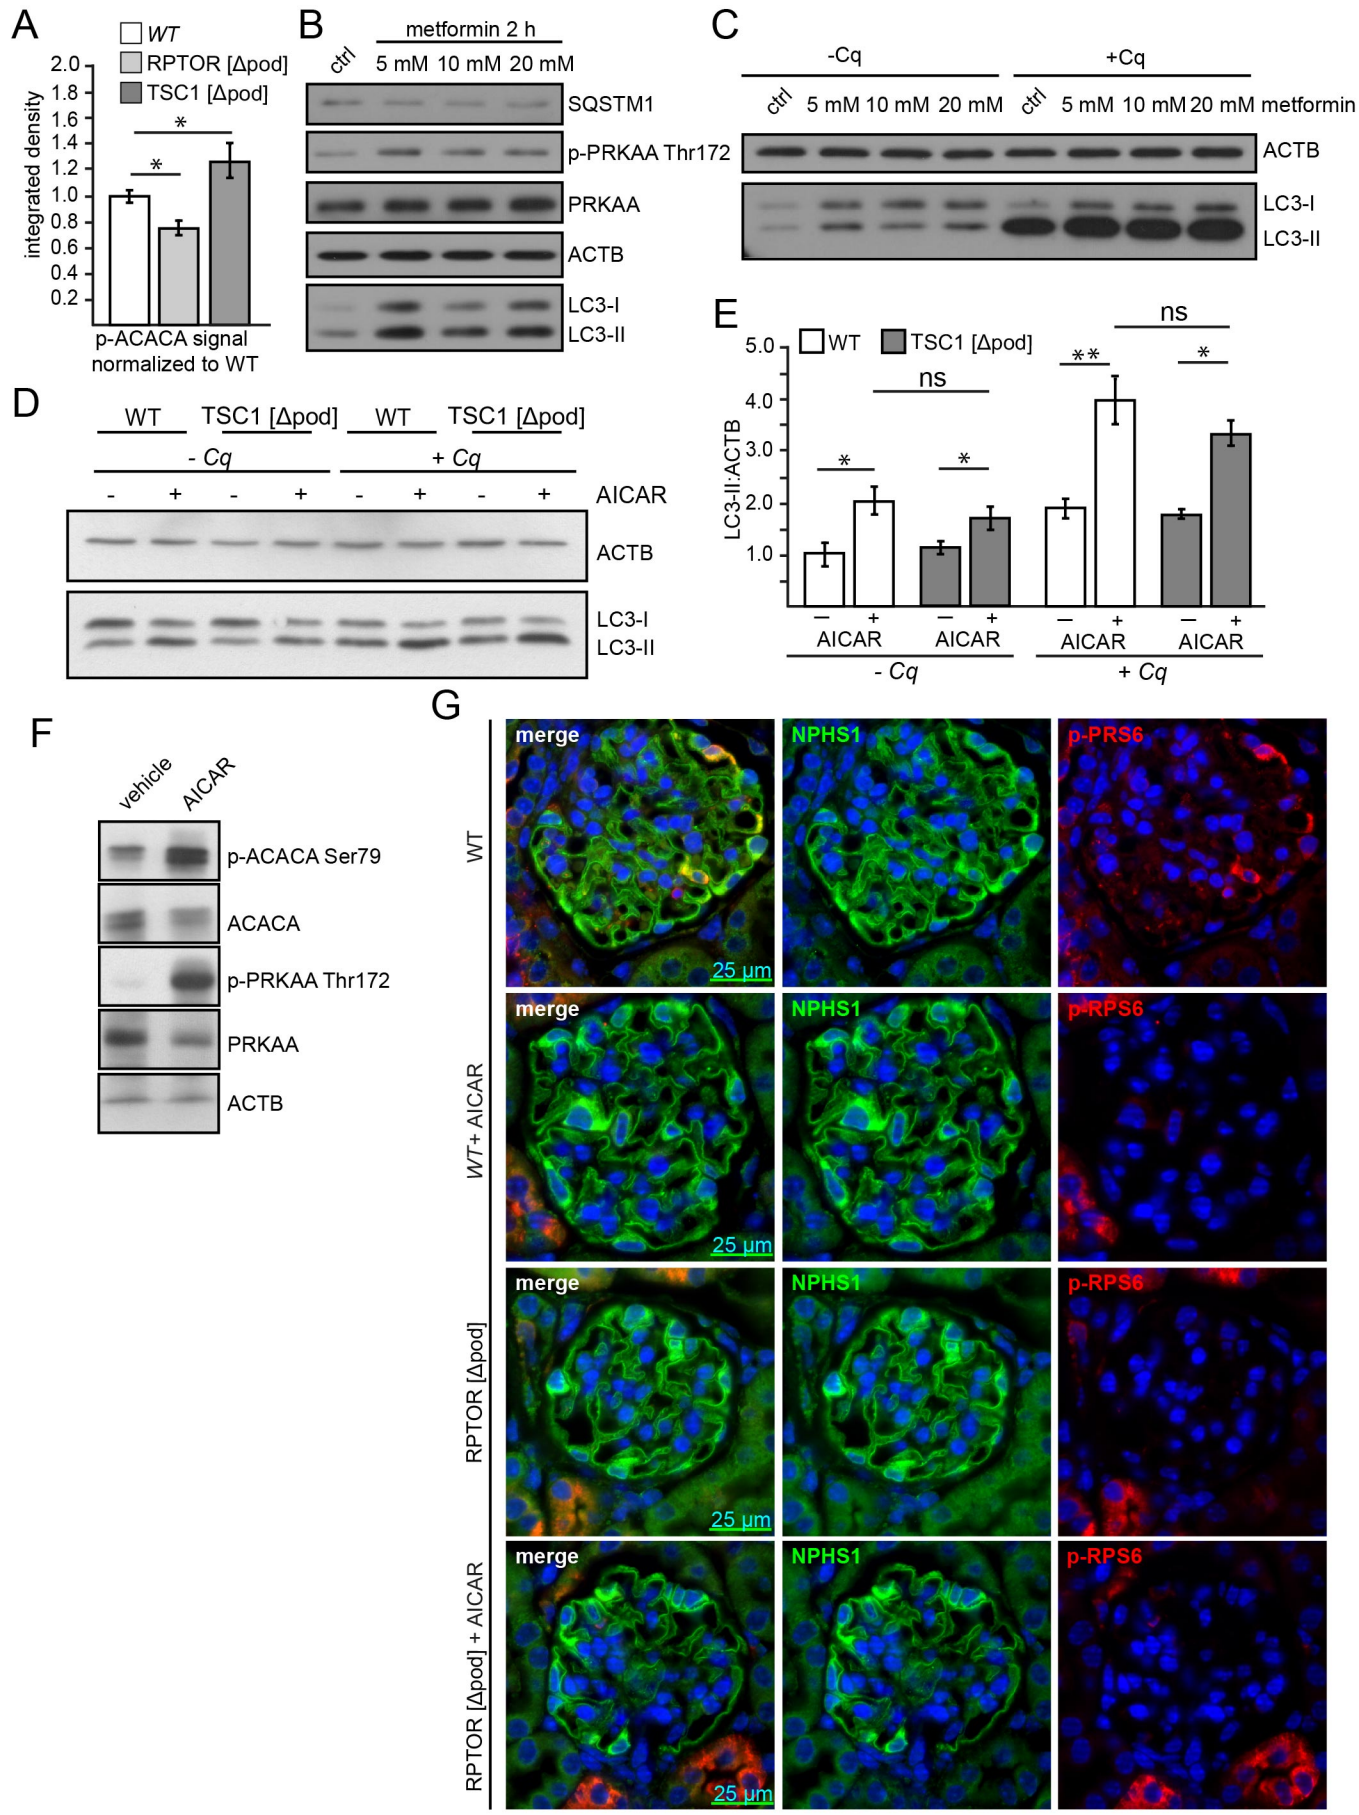 A
WT
RPTOR [Δpod]
TSC1 [Δpod]
2.0
1.8
1.6
1.4
1.2
1.0
0.8
0.6
0.4
0.2
integrated density
*
*
p-ACACA signal
normalized to WT
B
metformin 2 h
ctrl 5 mM 10 mM 20 mM
SQSTM1
p-PRKAA Thr172
PRKAA
ACTB
LC3-I
LC3-II
C
-Cq +Cq
ctrl 5 mM 10 mM 20 mM ctrl 5 mM 10 mM 20 mM metformin
ACTB
LC3-I
LC3-II
D
WT TSC1 [Δpod] WT TSC1 [Δpod]
- Cq + Cq
- + - + - + - + AICAR
ACTB
LC3-I
LC3-II
E
WT TSC1 [Δpod]
5.0
4.0
3.0
2.0
1.0
LC3-II:ACTB
* * ns ** * ns
– + – + – + – +
AICAR AICAR AICAR AICAR
- Cq + Cq
F
vehicle AICAR
p-ACACA Ser79
ACACA
p-PRKAA Thr172
PRKAA
ACTB
G
WT
merge NPHS1 p-PRS6
25 µm
WT+ AICAR
merge NPHS1 p-RPS6
25 µm
RPTOR [Δpod]
merge NPHS1 p-RPS6
25 µm
RPTOR [Δpod] + AICAR
merge NPHS1 p-RPS6
25 µm